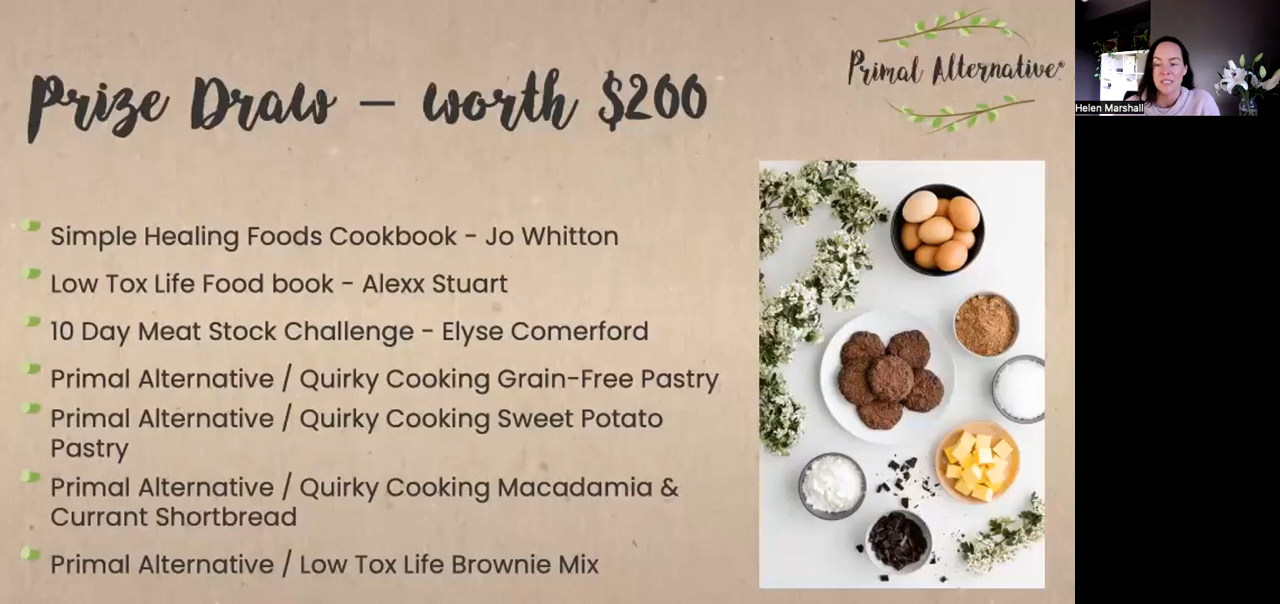 Prize Draw – worth $200
Primal Alternative®
Helen Marshall
Simple Healing Foods Cookbook - Jo Whitton
Low Tox Life Food book - Alexx Stuart
10 Day Meat Stock Challenge - Elyse Comerford
Primal Alternative / Quirky Cooking Grain-Free Pastry
Primal Alternative / Quirky Cooking Sweet Potato
Pastry
Primal Alternative / Quirky Cooking Macadamia &
Currant Shortbread
Primal Alternative / Low Tox Life Brownie Mix